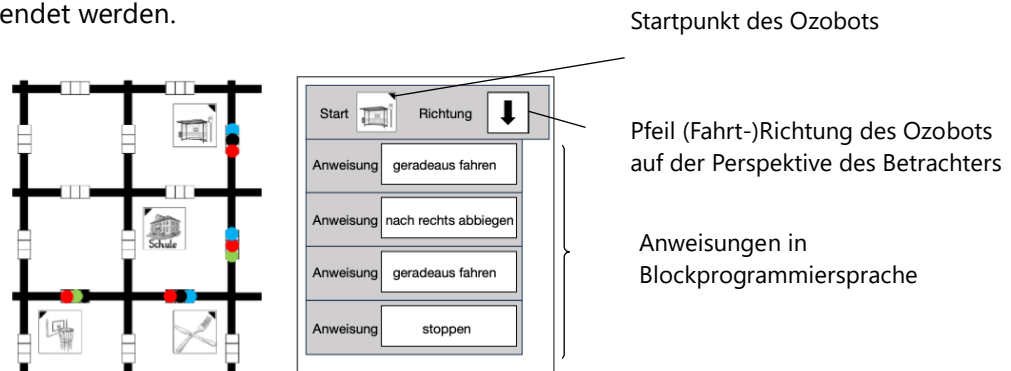 endet werden.
Startpunkt des Ozobots
Start
Richtung
Pfeil (Fahrt-)Richtung des Ozobots
auf der Perspektive des Betrachters
Anweisung geradeaus fahren
Anweisung nach rechts abbiegen
Anweisung geradeaus fahren
Anweisung stoppen
Anweisungen in
Blockprogrammiersprache
Schule